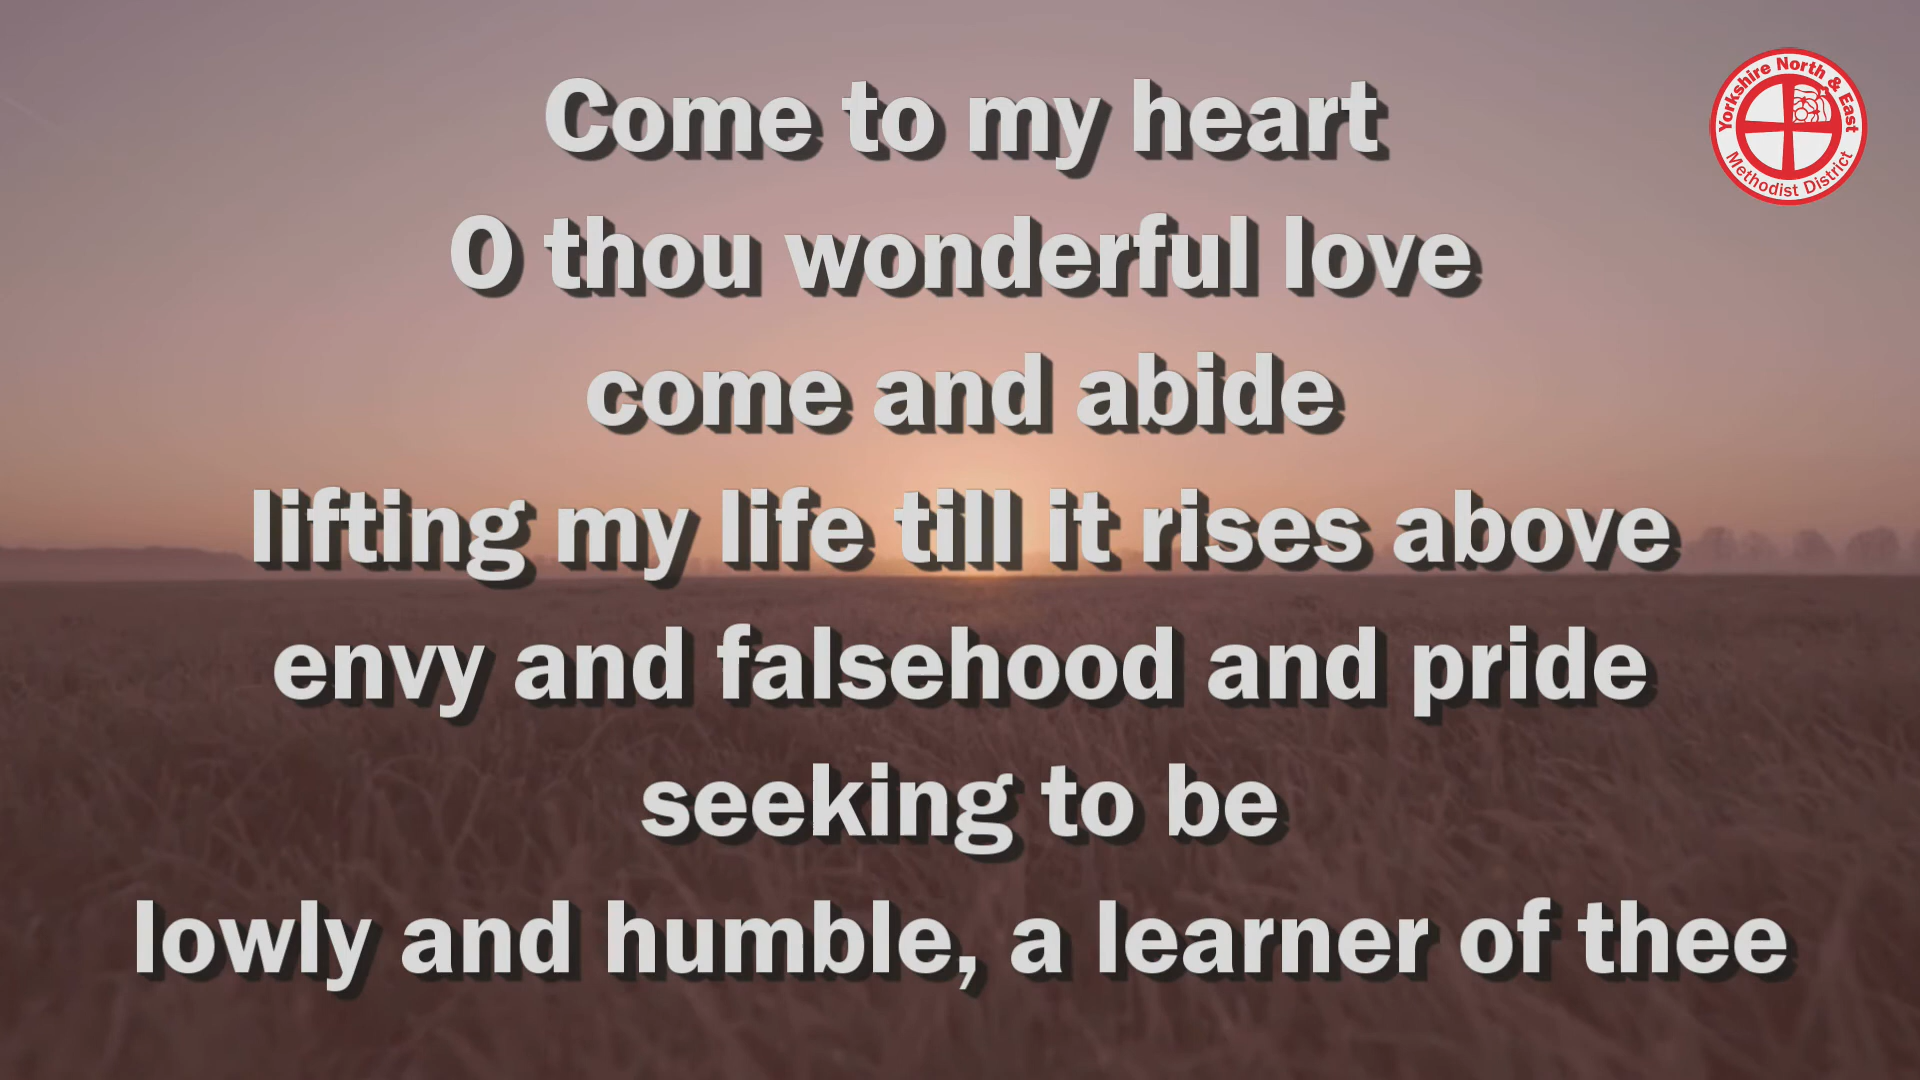 Come to my heart
O thou wonderful love
come and abide
lifting my life till it rises above
envy and falsehood and pride
seeking to be
lowly and humble, a learner of thee
Yorkshire North & East
Methodist District